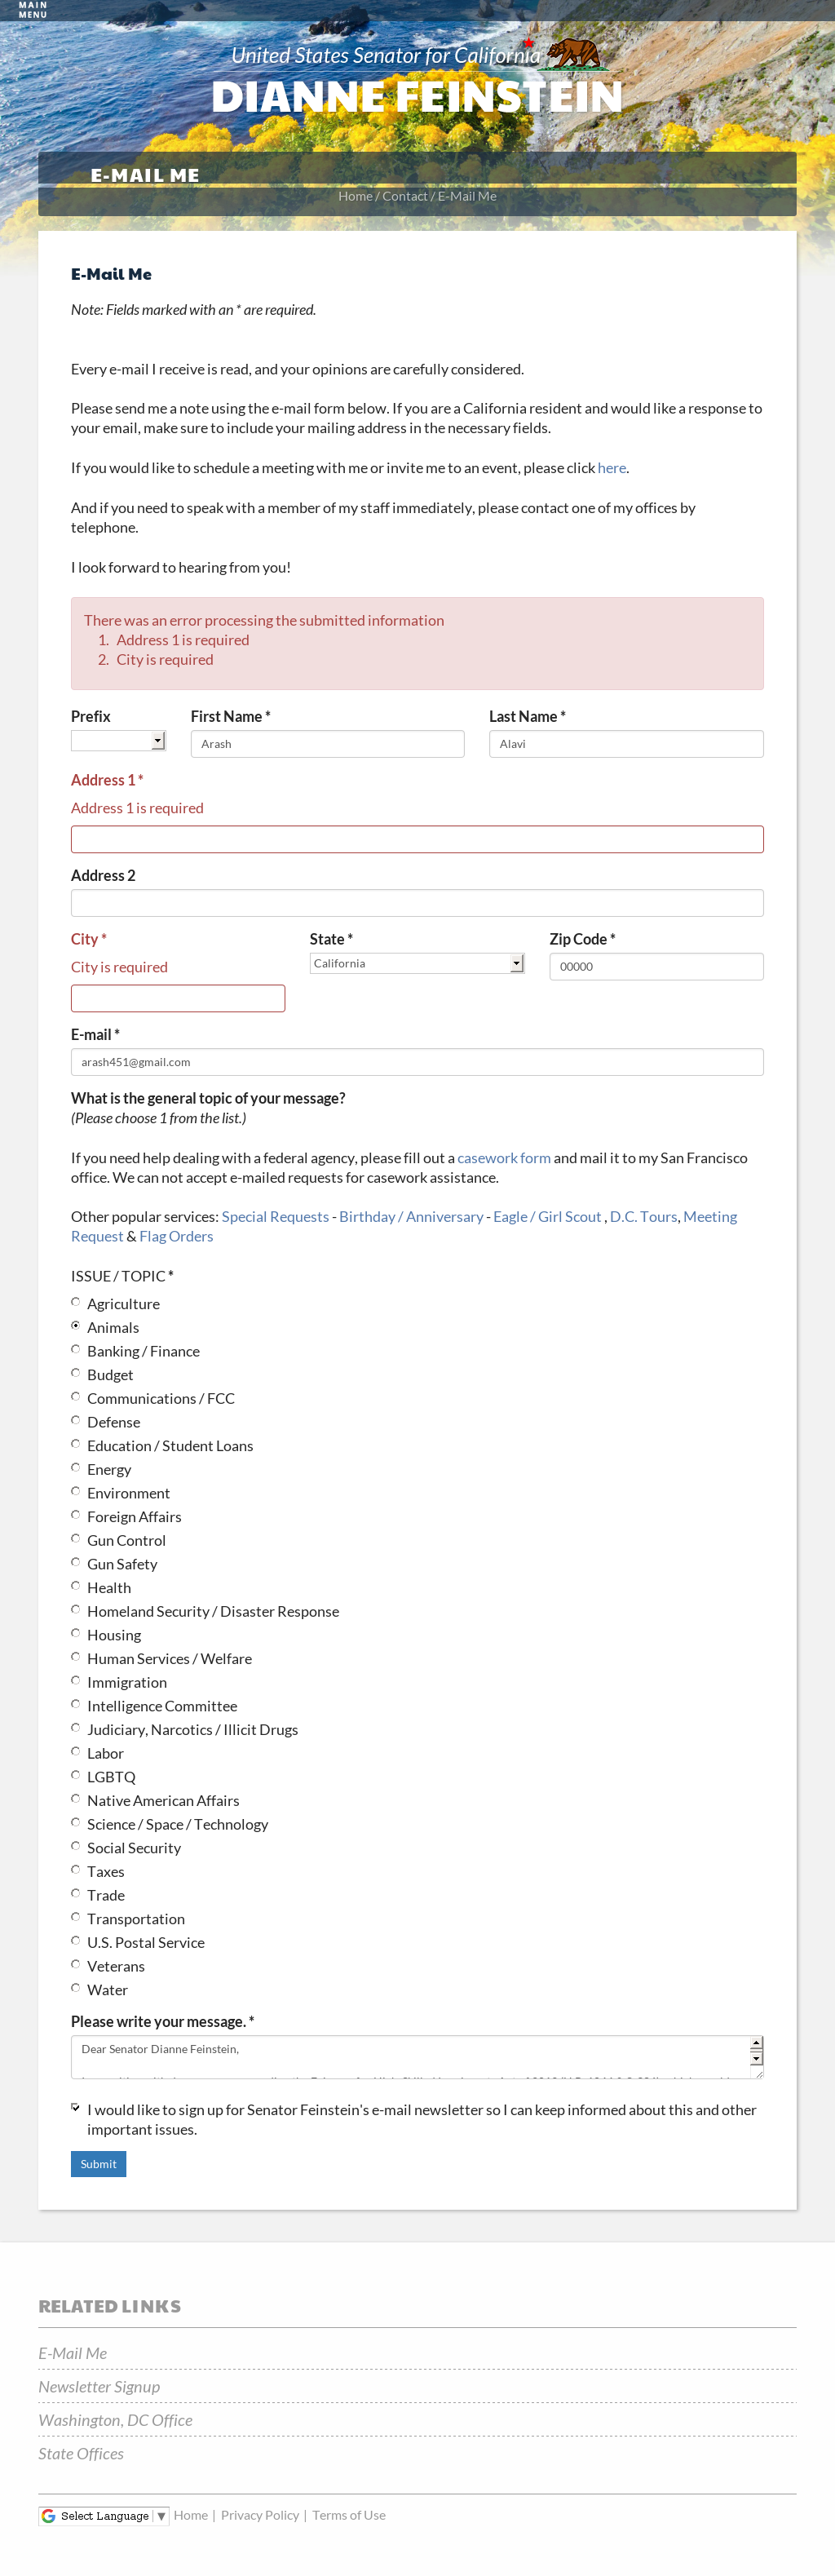 MAIN
MENU
United States Senator for California
DIANNE FEINSTEIN
E-MAIL ME
Home / Contact / E-Mail Me
E-Mail Me
Note: Fields marked with an * are required.
Every e-mail I receive is read, and your opinions are carefully considered.
Please send me a note using the e-mail form below. If you are a California resident and would like a response to
your email, make sure to include your mailing address in the necessary fields.
If you would like to schedule a meeting with me or invite me to an event, please click here.
And if you need to speak with a member of my staff immediately, please contact one of my offices by
telephone.
I look forward to hearing from you!
There was an error processing the submitted information
1. Address 1 is required
2. City is required
Prefix First Name * Last Name *
Arash Alavi
Address 1 *
Address 1 is required
Address 2
City * State * Zip Code *
City is required California 00000
E-mail *
arash451@gmail.com
What is the general topic of your message?
(Please choose 1 from the list.)
If you need help dealing with a federal agency, please fill out a casework form and mail it to my San Francisco
office. We can not accept e-mailed requests for casework assistance.
Other popular services: Special Requests - Birthday / Anniversary - Eagle / Girl Scout , D.C. Tours, Meeting
Request & Flag Orders
ISSUE / TOPIC *
Agriculture
Animals
Banking / Finance
Budget
Communications / FCC
Defense
Education / Student Loans
Energy
Environment
Foreign Affairs
Gun Control
Gun Safety
Health
Homeland Security / Disaster Response
Housing
Human Services / Welfare
Immigration
Intelligence Committee
Judiciary, Narcotics / Illicit Drugs
Labor
LGBTQ
Native American Affairs
Science / Space / Technology
Social Security
Taxes
Trade
Transportation
U.S. Postal Service
Veterans
Water
Please write your message. *
Dear Senator Dianne Feinstein,
I would like to sign up for Senator Feinstein's e-mail newsletter so I can keep informed about this and other
important issues.
Submit
RELATED LINKS
E-Mail Me
Newsletter Signup
Washington, DC Office
State Offices
Select Language ▼ Home | Privacy Policy | Terms of Use